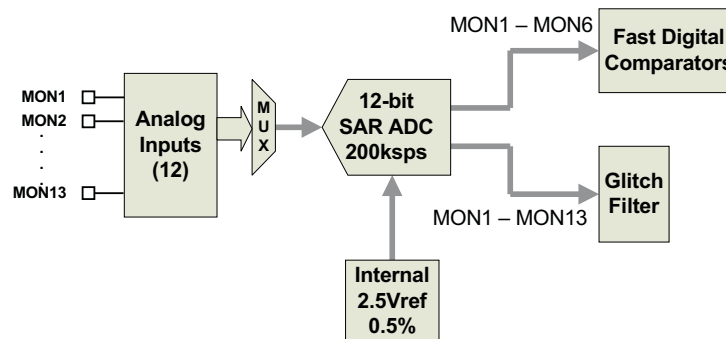 MON1
MON2
MON13
Analog
Inputs
(12)
MUX
12-bit
SAR ADC
200ksps
Internal
2.5Vref
0.5%
MON1 – MON6
Fast Digital
Comparators
MON1 – MON13
Glitch
Filter